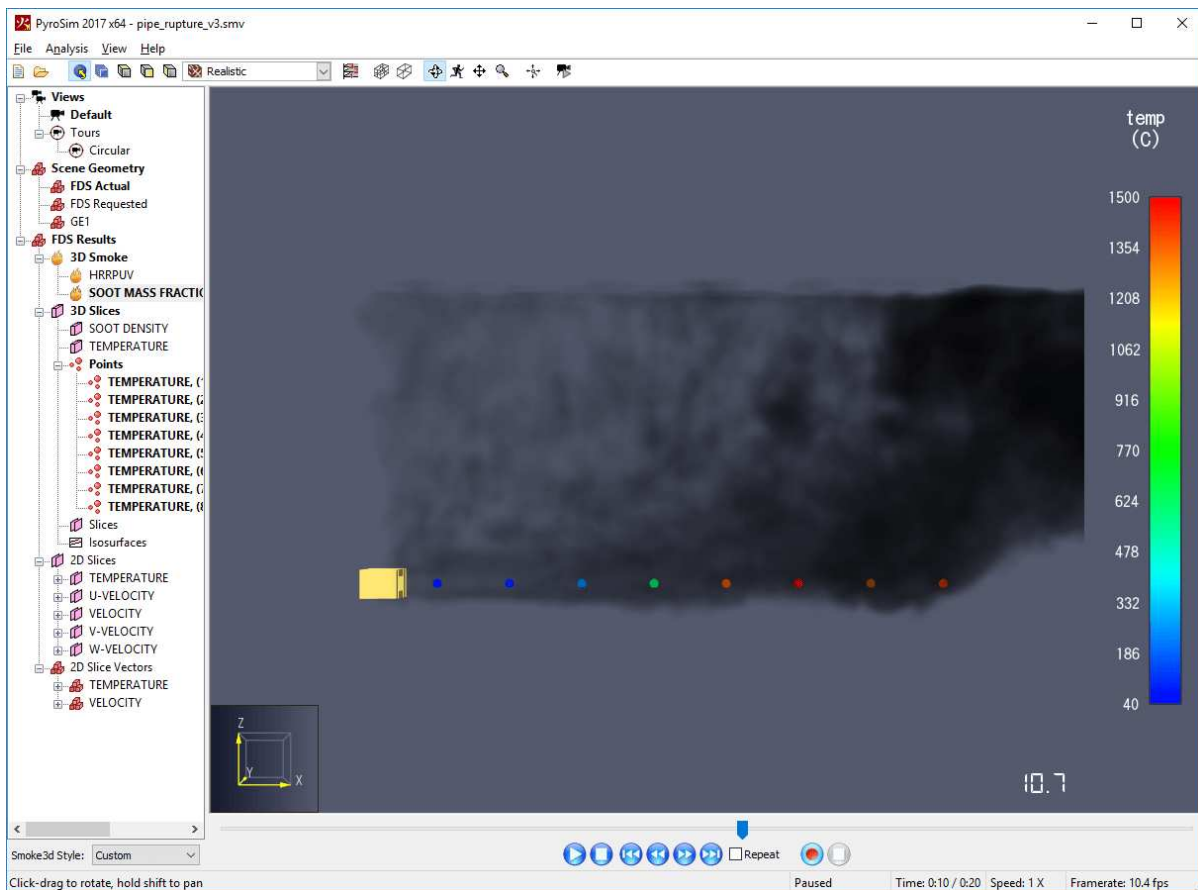 PyroSim 2017 x64 - pipe_rupture_v3.smv
File Analysis View Help
Realistic
Views
Default
Tours
Circular
Scene Geometry
FDS Actual
FDS Requested
GE1
FDS Results
3D Smoke
HRRPUV
SOOT MASS FRACTI
3D Slices
SOOT DENSITY
TEMPERATURE
Points
TEMPERATURE, (1
TEMPERATURE, (2
TEMPERATURE, (3
TEMPERATURE, (4
TEMPERATURE, (5
TEMPERATURE, (6
TEMPERATURE, (7
TEMPERATURE, (8
Slices
Isosurfaces
2D Slices
TEMPERATURE
U-VELOCITY
VELOCITY
V-VELOCITY
W-VELOCITY
2D Slice Vectors
TEMPERATURE
VELOCITY
temp
(C)
1500
1354
1208
1062
916
770
624
478
332
186
40
Z
Y
X
10.7
Smoke3d Style: Custom
Repeat
Click-drag to rotate, hold shift to pan
Paused
Time: 0:10 / 0:20
Speed: 1 X
Framerate: 10.4 fps